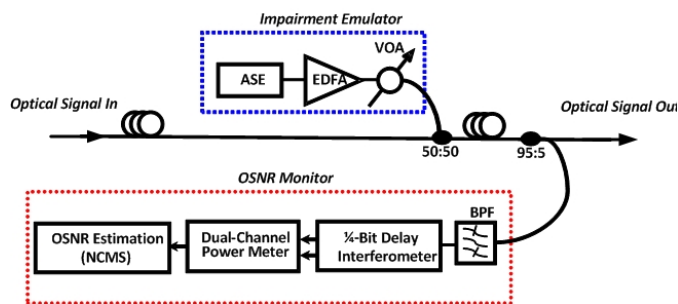 Impairment Emulator
VOA
ASE
EDFA
Optical Signal In
Optical Signal Out
50:50
95:5
OSNR Monitor
BPF
OSNR Estimation
(NCMS)
Dual-Channel
Power Meter
¼-Bit Delay
Interferometer